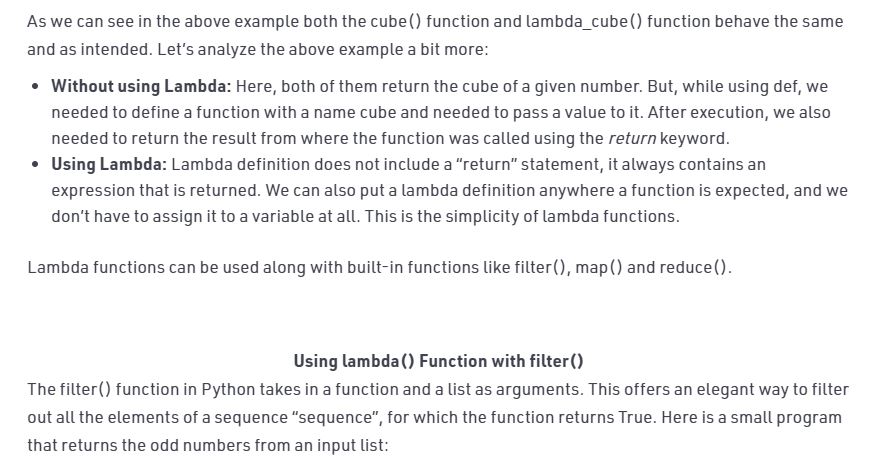 As we can see in the above example both the cube() function and lambda_cube() function behave the same
and as intended. Let's analyze the above example a bit more:
• Without using Lambda: Here, both of them return the cube of a given number. But, while using def, we
needed to define a function with a name cube and needed to pass a value to it. After execution, we also
needed to return the result from where the function was called using the return keyword.
• Using Lambda: Lambda definition does not include a “return” statement, it always contains an
expression that is returned. We can also put a lambda definition anywhere a function is expected, and we
don't have to assign it to a variable at all. This is the simplicity of lambda functions.
Lambda functions can be used along with built-in functions like filter(), map() and reduce().
Using lambda() Function with filter()
The filter() function in Python takes in a function and a list as arguments. This offers an elegant way to filter
out all the elements of a sequence “sequence”, for which the function returns True. Here is a small program
that returns the odd numbers from an input list: